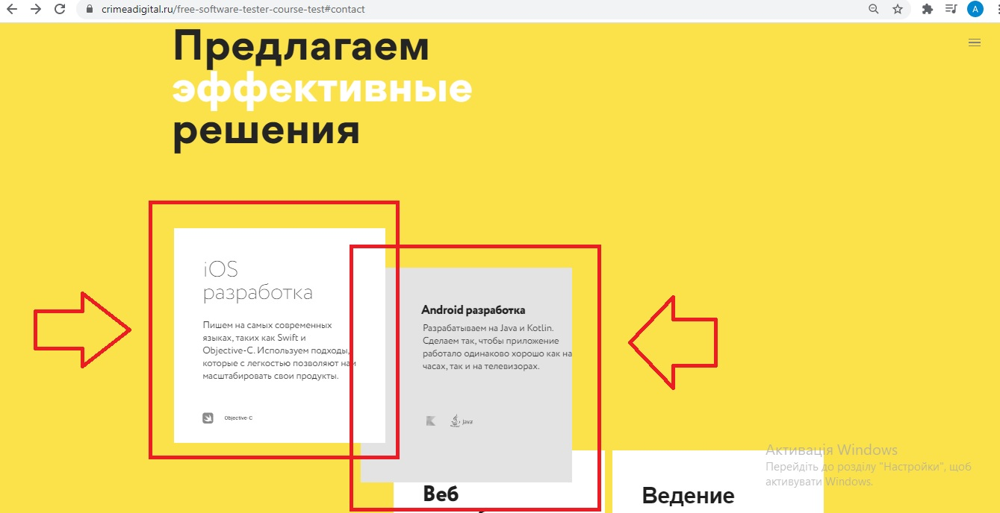 crimeadigital.ru/free-software-tester-course-test#contact
A
Предлагаем
эффективные
решения
iOS
разработка
Пишем на самых современных
языках, таких как Swift и
Objective-C. Используем подходы,
которые с легкостью позволяют нам
масштабировать свои продукты.
Objective-C
Android разработка
Разрабатываем на Java и Kotlin.
Сделаем так, чтобы приложение
работало одинаково хорошо как на
часах, так и на телевизорах.
Java
Веб
Ведение
Активація Windows
Перейдіть до розділу "Настройки", щоб
активувати Windows.